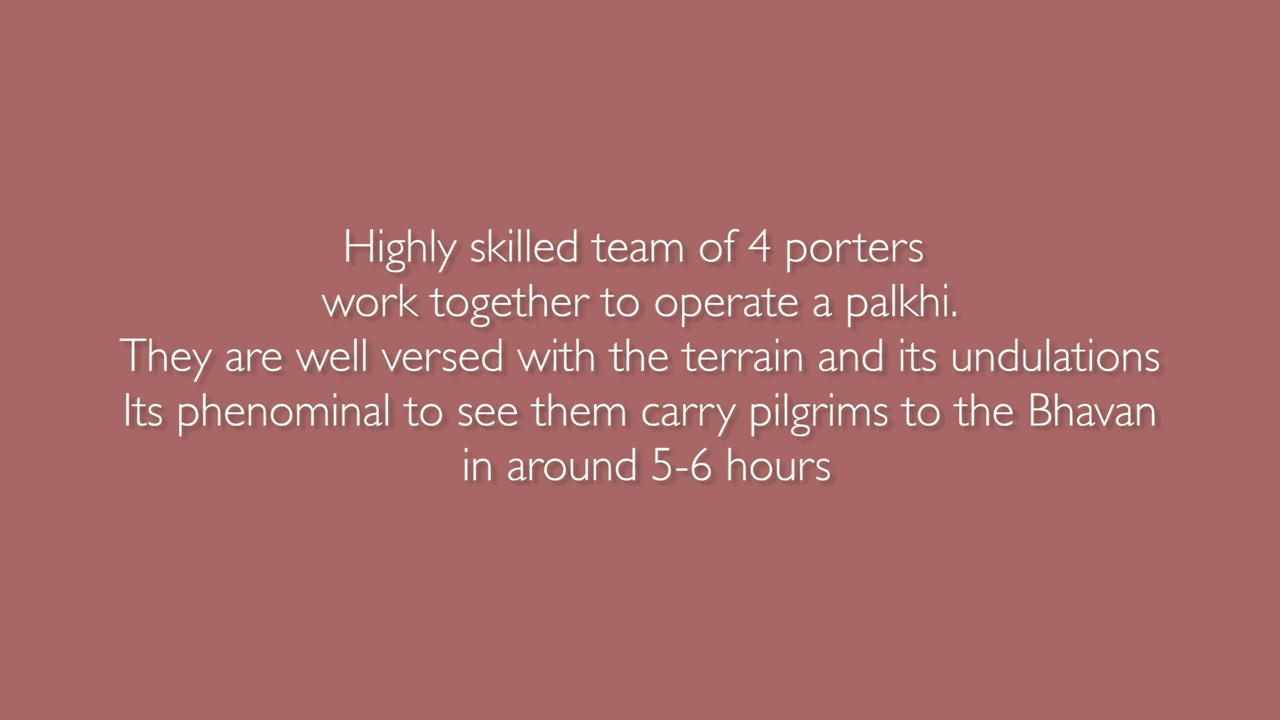 Highly skilled team of 4 porters
work together to operate a palkhi.
They are well versed with the terrain and its undulations
Its phenominal to see them carry pilgrims to the Bhavan
in around 5-6 hours